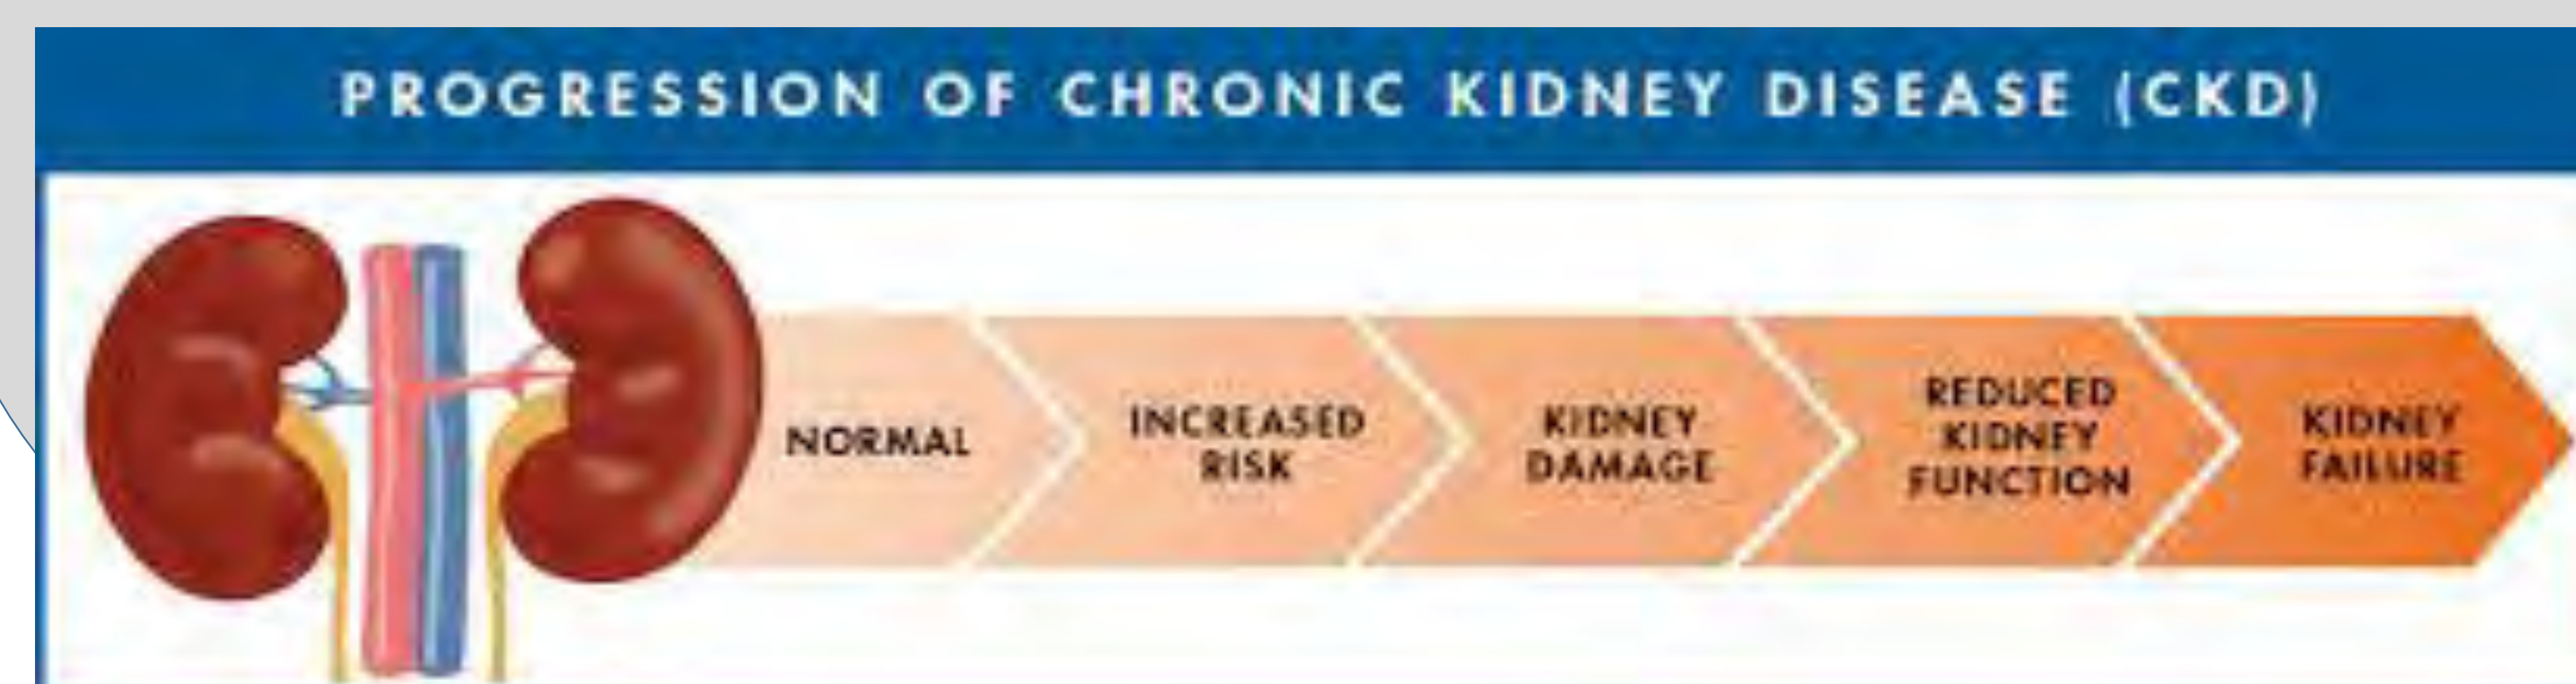 PROGRESSION OF CHRONIC KIDNEY DISEASE (CKD)
NORMAL
INCREASED
RISK
KIDNEY
DAMAGE
REDUCED
KIDNEY
FUNCTION
KIDNEY
FAILURE